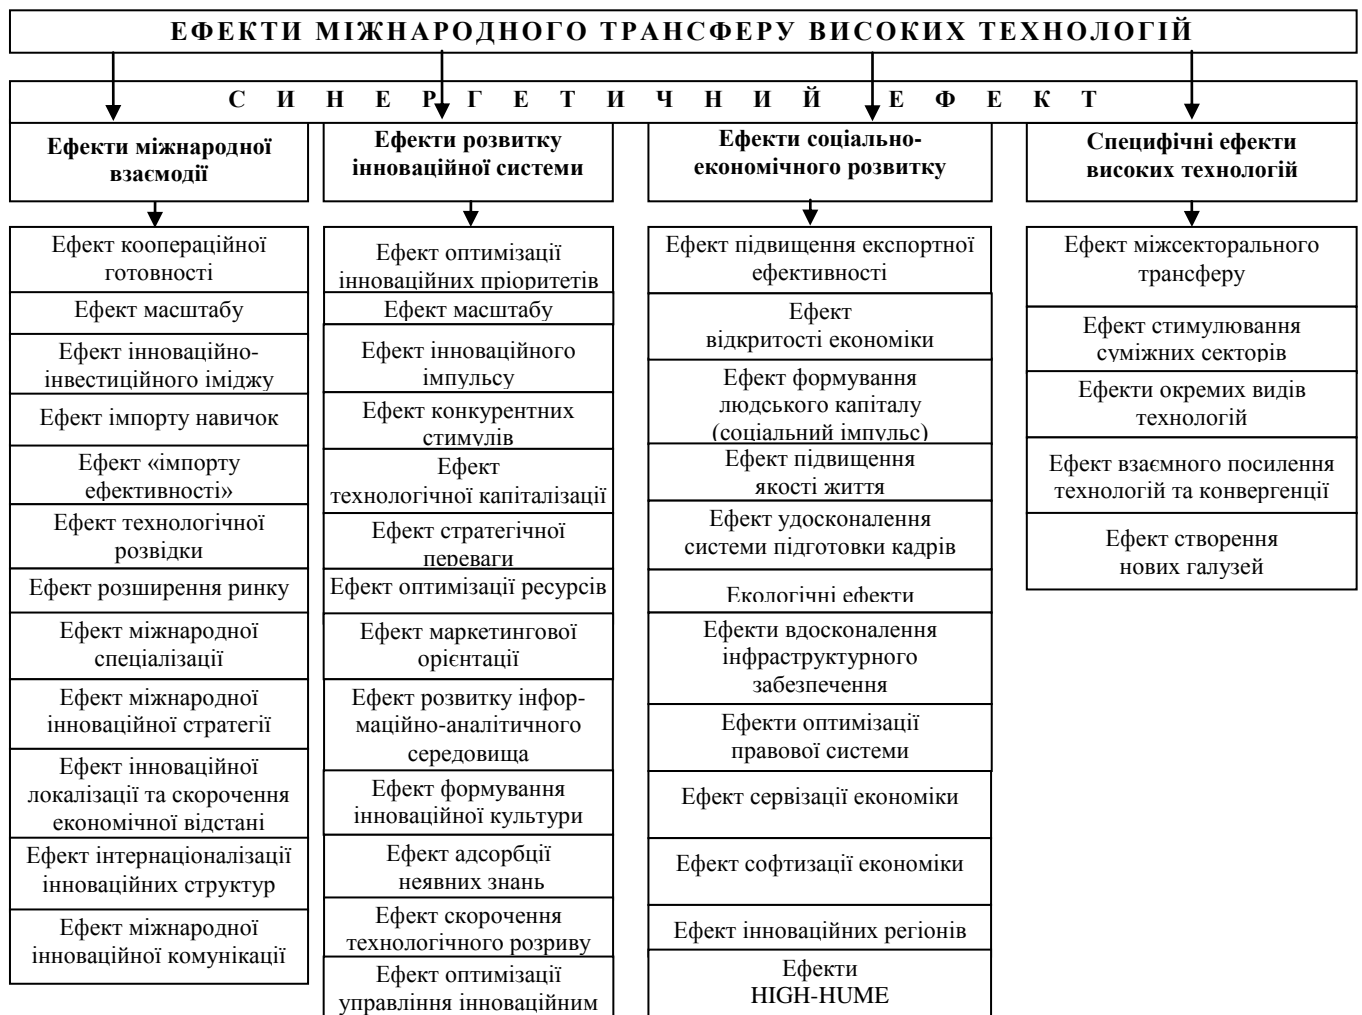 ЕФЕКТИ МІЖНАРОДНОГО ТРАНСФЕРУ ВИСОКИХ ТЕХНОЛОГІЙ
СИНЕРГЕТИЧНИЙ ЕФЕКТ
Ефекти міжнародної
взаємодії
Ефект коопераційної
готовності
Ефект масштабу
Ефект інноваційно-
інвестиційного іміджу
Ефект імпорту навичок
Ефект «імпорту
ефективності»
Ефект технологічної
розвідки
Ефект розширення ринку
Ефект міжнародної
спеціалізації
Ефект міжнародної
інноваційної стратегії
Ефект інноваційної
локалізації та скорочення
економічної відстані
Ефект інтернаціоналізації
інноваційних структур
Ефект міжнародної
інноваційної комунікації
Ефекти розвитку
інноваційної системи
Ефект оптимізації
інноваційних пріоритетів
Ефект масштабу
Ефект інноваційного
імпульсу
Ефект конкурентних
стимулів
Ефект
технологічної капіталізації
Ефект стратегічної
переваги
Ефект оптимізації ресурсів
Ефект маркетингової
орієнтації
Ефект розвитку інфор-
маційно-аналітичного
середовища
Ефект формування
інноваційної культури
Ефект адсорбції
неявних знань
Ефект скорочення
технологічного розриву
Ефект оптимізації
управління інноваційним
Ефекти соціально-
економічного розвитку
Ефект підвищення експортної
ефективності
Ефект
відкритості економіки
Ефект формування
людського капіталу
(соціальний імпульс)
Ефект підвищення
якості життя
Ефект удосконалення
системи підготовки кадрів
Екологічні ефекти
Ефекти вдосконалення
інфраструктурного
забезпечення
Ефекти оптимізації
правової системи
Ефект сервізації економіки
Ефект софтизації економіки
Ефект інноваційних регіонів
Ефекти
HIGH-HUME
Специфічні ефекти
високих технологій
Ефект міжсекторального
трансферу
Ефект стимулювання
суміжних секторів
Ефекти окремих видів
технологій
Ефект взаємного посилення
технологій та конвергенції
Ефект створення
нових галузей